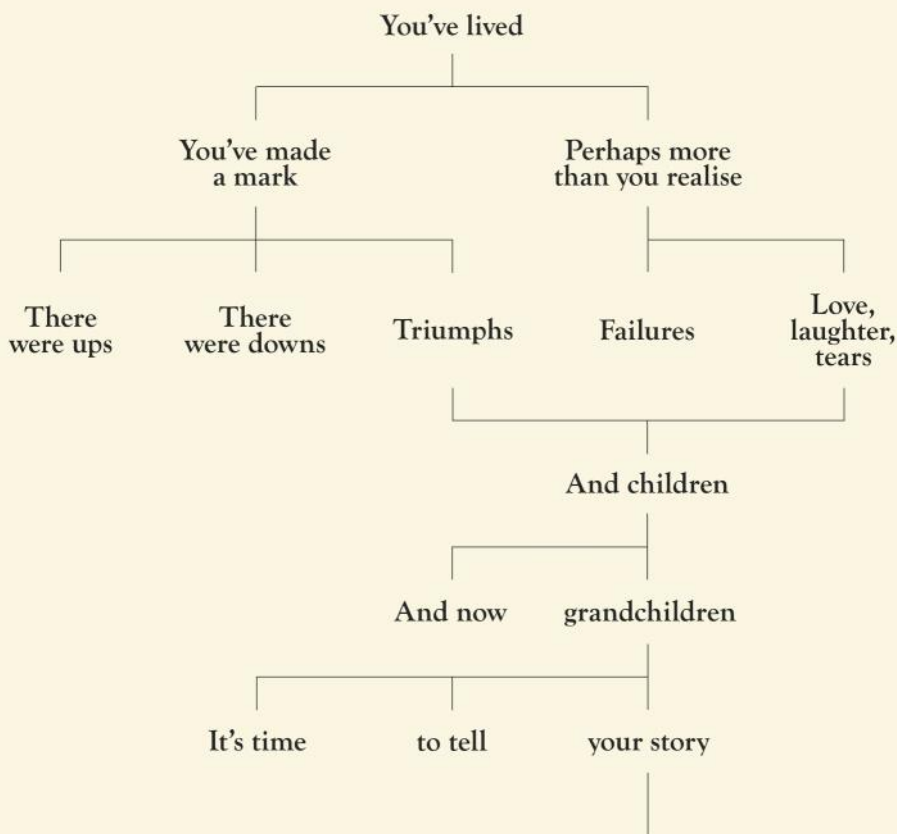 You've lived
You've made
a mark
Perhaps more
than you realise
There
were ups
There
were downs
Triumphs
Failures
Love,
laughter,
tears
And children
And now
grandchildren
It's time
to tell
your story